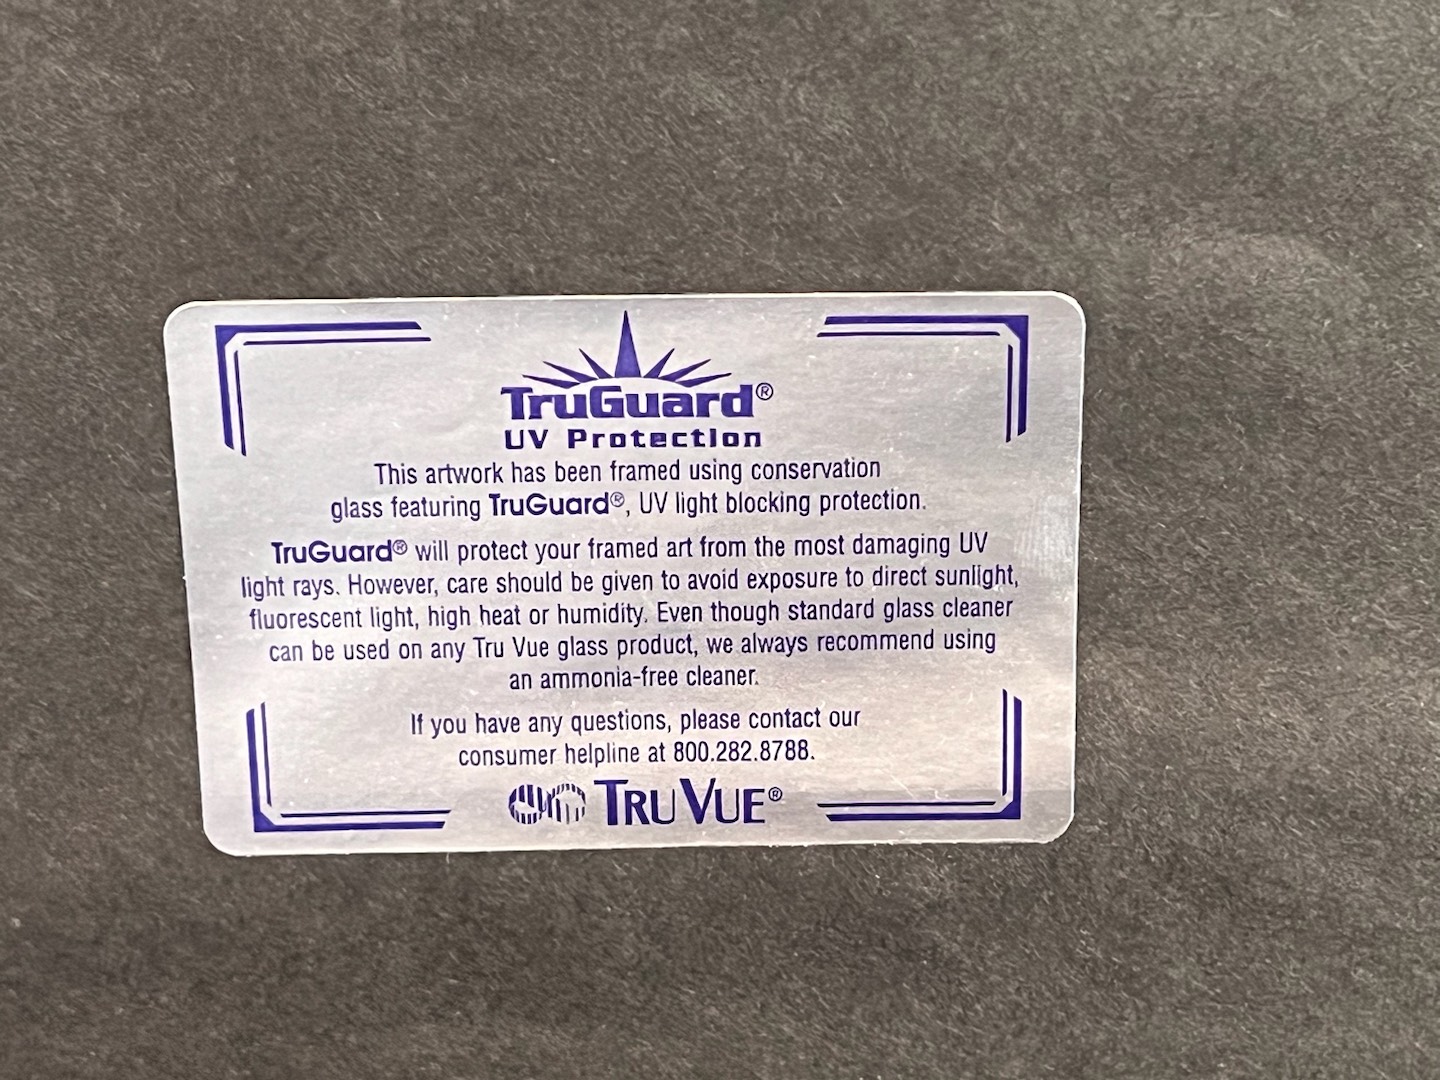 TruGuard®
UV Protection
This artwork has been framed using conservation
glass featuring TruGuard®, UV light blocking protection.
TruGuard® will protect your framed art from the most damaging UV
light rays. However, care should be given to avoid exposure to direct sunlight,
fluorescent light, high heat or humidity. Even though standard glass cleaner
can be used on any Tru Vue glass product, we always recommend using
an ammonia-free cleaner.
If you have any questions, please contact our
consumer helpline at 800.282.8788.
TRU VUE®